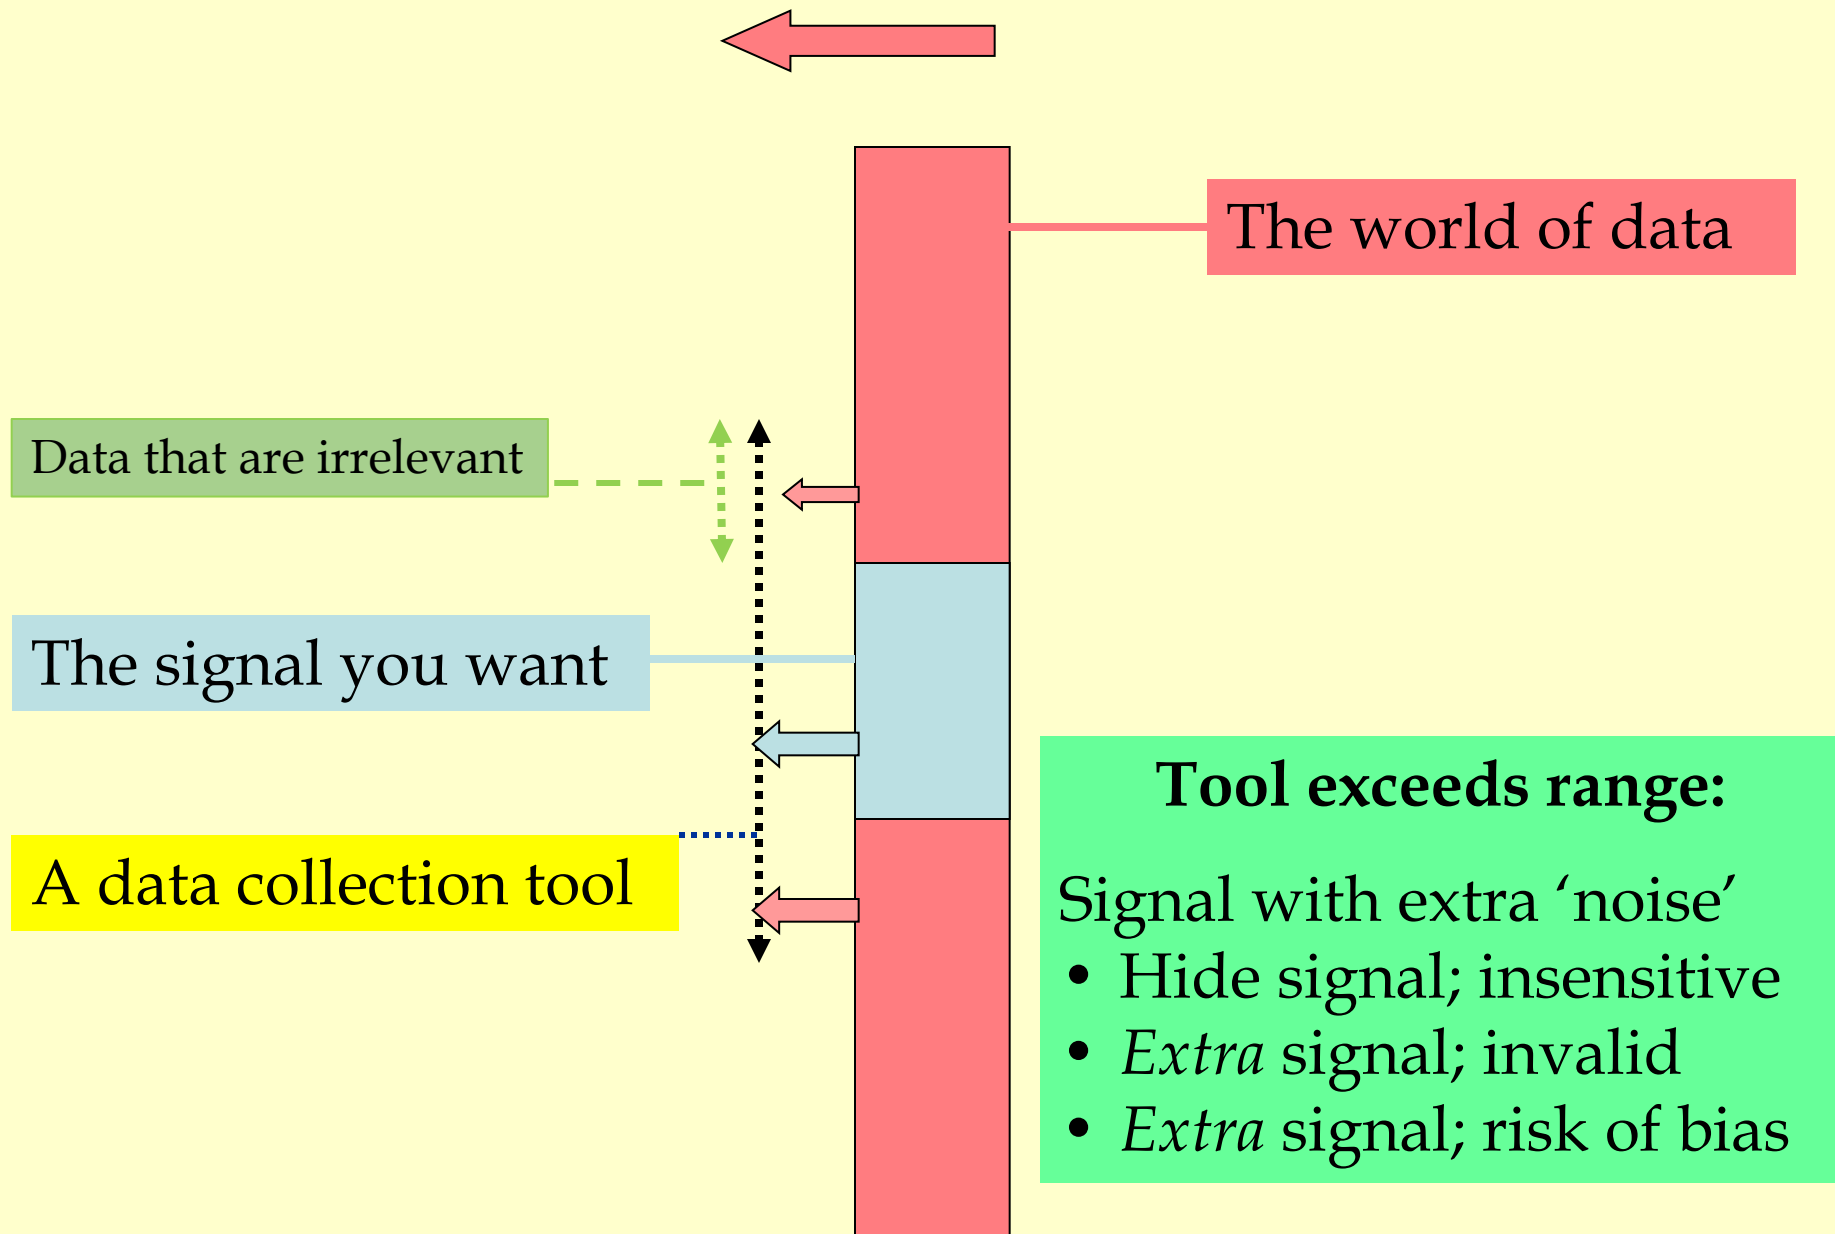 The world of data
Data that are irrelevant
The signal you want
A data collection tool
Tool exceeds range:
Signal with extra ‘noise’
• Hide signal; insensitive
• Extra signal; invalid
• Extra signal; risk of bias